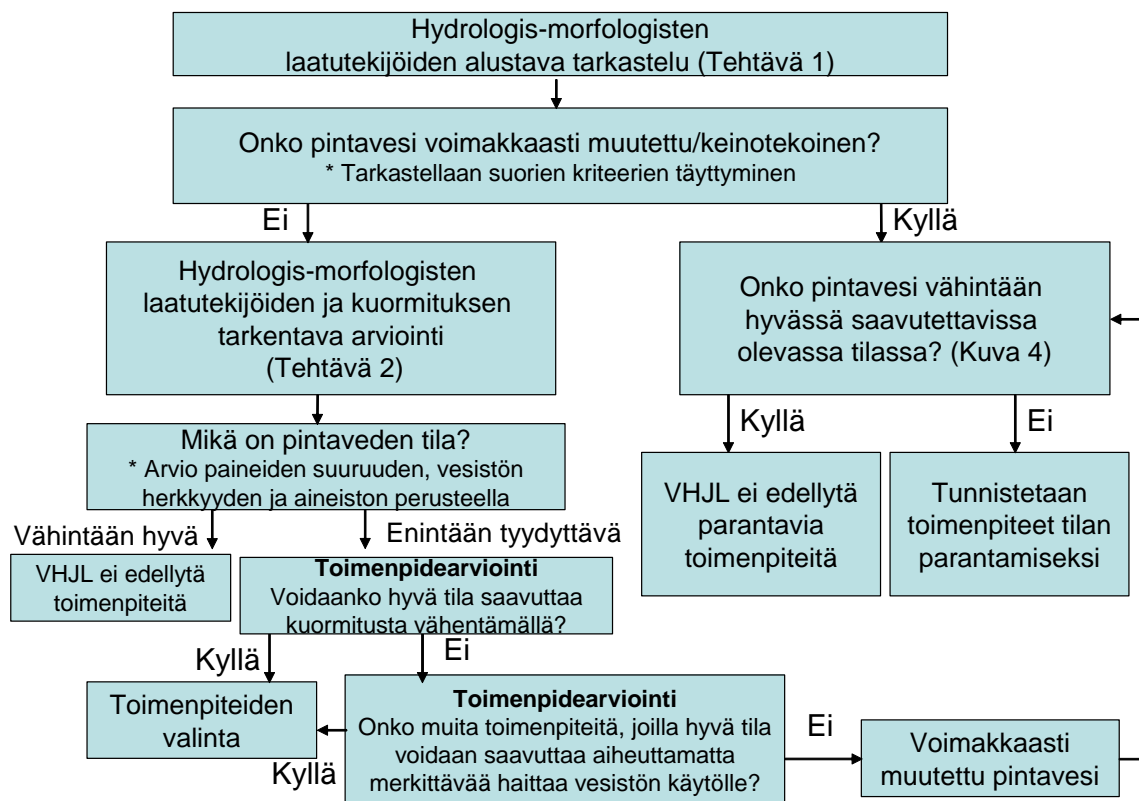 Hydrologis-morfologisten
laatutekijöiden alustava tarkastelu (Tehtävä 1)
Onko pintavesi voimakkaasti muutettu/keinotekoinen?
* Tarkastellaan suorien kriteerien täyttyminen
Ei
Kyllä
Hydrologis-morfologisten
laatutekijöiden ja kuormituksen
tarkentava arviointi
(Tehtävä 2)
Onko pintavesi vähintään
hyvässä saavutettavissa
olevassa tilassa? (Kuva 4)
Mikä on pintaveden tila?
* Arvio paineiden suuruuden, vesistön
herkkyyden ja aineiston perusteella
Kyllä
Ei
VHJL ei edellytä
parantavia
toimenpiteitä
Tunnistetaan
toimenpiteet tilan
parantamiseksi
Vähintään hyvä
Enintään tyydyttävä
VHJL ei edellytä
toimenpiteitä
Toimenpidearviointi
Voidaanko hyvä tila saavuttaa
kuormitusta vähentämällä?
Kyllä
Ei
Toimenpiteiden
valinta
Kyllä
Toimenpidearviointi
Onko muita toimenpiteitä, joilla hyvä tila
voidaan saavuttaa aiheuttamatta
merkittävää haittaa vesistön käytölle?
Ei
Voimakkaasti
muutettu pintavesi